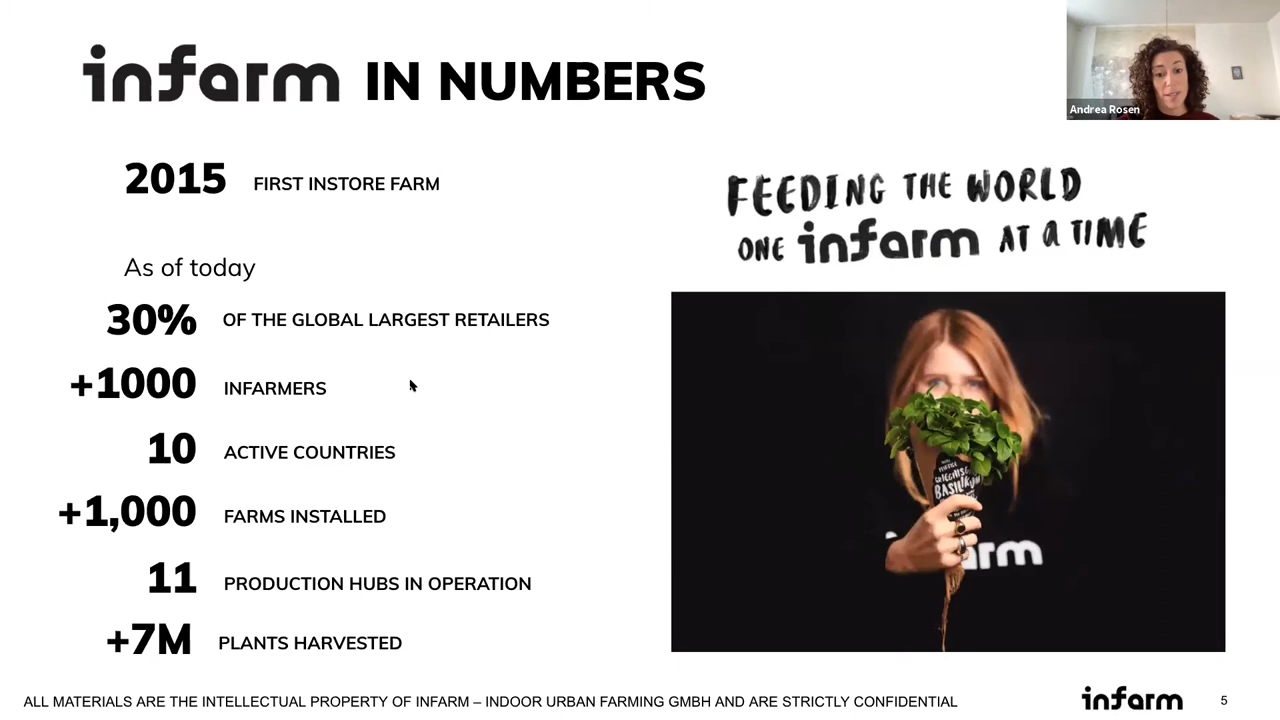 infarm IN NUMBERS
Andrea Rosen
2015 FIRST INSTORE FARM
FEEDING THE WORLD
ONE infarm AT A TIME
As of today
30% OF THE GLOBAL LARGEST RETAILERS
+1000 INFARMERS
10 ACTIVE COUNTRIES
+1,000 FARMS INSTALLED
11 PRODUCTION HUBS IN OPERATION
+7M PLANTS HARVESTED
BASILIKUM
arm
ALL MATERIALS ARE THE INTELLECTUAL PROPERTY OF INFARM – INDOOR URBAN FARMING GMBH AND ARE STRICTLY CONFIDENTIAL
infarm 5